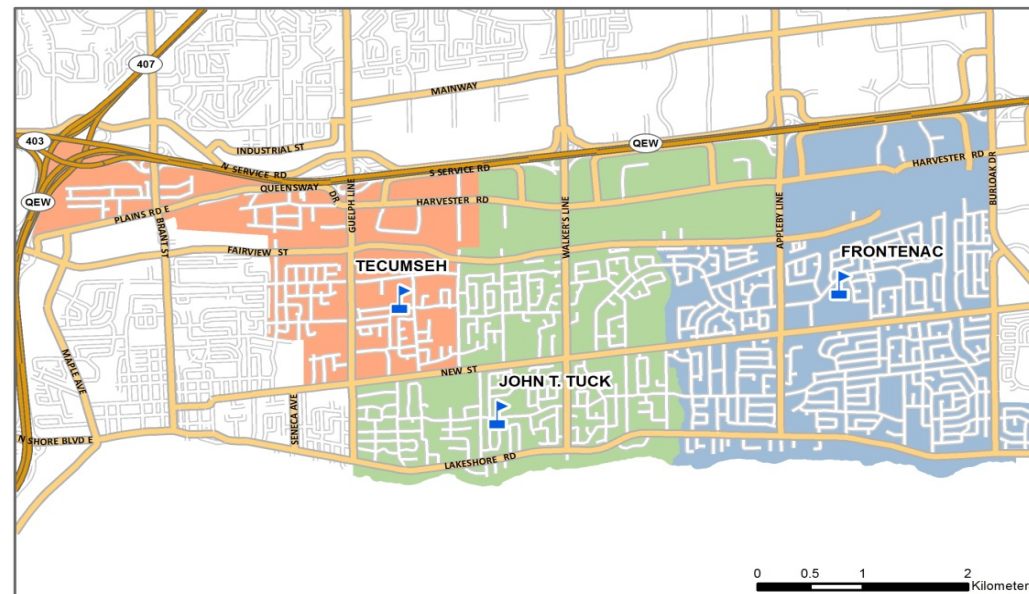 407
MAINWAY
403
INDUSTRIAL ST
QEW
N SERVICE RD
S SERVICE RD
HARVESTER RD
QUEENSWAY DR
HARVESTER RD
QEW
PLAINS RD E
BRANT ST
GUELPH LINE
WALKER'S LINE
APPLEBY LINE
BURLOAK DR
FAIRVIEW ST
TECUMSEH
FRONTENAC
MAPLE AVE
NEW ST
JOHN T. TUCK
SENECA AVE
N SHORE BLVD E
LAKESHORE RD
0 0.5 1 2
Kilometer